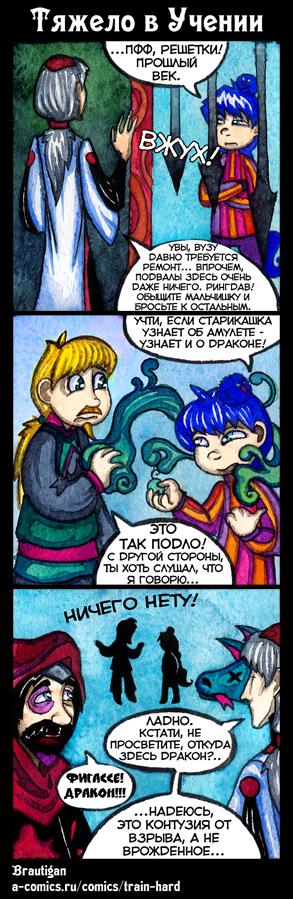 Тяжело в Учении
...ПФФ, РЕШЕТКИ!
ПРОШЛЫЙ
ВЕК.
ВЖУХ!
УВЫ, ВУЗУ
ДАВНО ТРЕБУЕТСЯ
РЕМОНТ... ВПРОЧЕМ,
ПОДВАЛЫ ЗДЕСЬ ОЧЕНЬ
ДАЖЕ НИЧЕГО. РИНГДАВ!
ОБЫЩИТЕ МАЛЬЧИШКУ И
БРОСЬТЕ К ОСТАЛЬНЫМ.
УЧТИ, ЕСЛИ СТАРИКАШКА
УЗНАЕТ ОБ АМУЛЕТЕ -
УЗНАЕТ И О ДРАКОНЕ!
ЭТО
ТАК ПОДЛО!
С ДРУГОЙ СТОРОНЫ,
ТЫ ХОТЬ СЛУШАЛ, ЧТО
Я ГОВОРЮ...
НИЧЕГО НЕТУ!
ЛАДНО.
КСТАТИ, НЕ
ПРОСВЕТИТЕ, ОТКУДА
ЗДЕСЬ ДРАКОН?..
ФИГАССЕ!
ДРАКОН!!!
...НАДЕЮСЬ,
ЭТО КОНТУЗИЯ ОТ
ВЗРЫВА, А НЕ
ВРОЖДЕННОЕ...
Brautigan
a-comics.ru/comics/train-hard